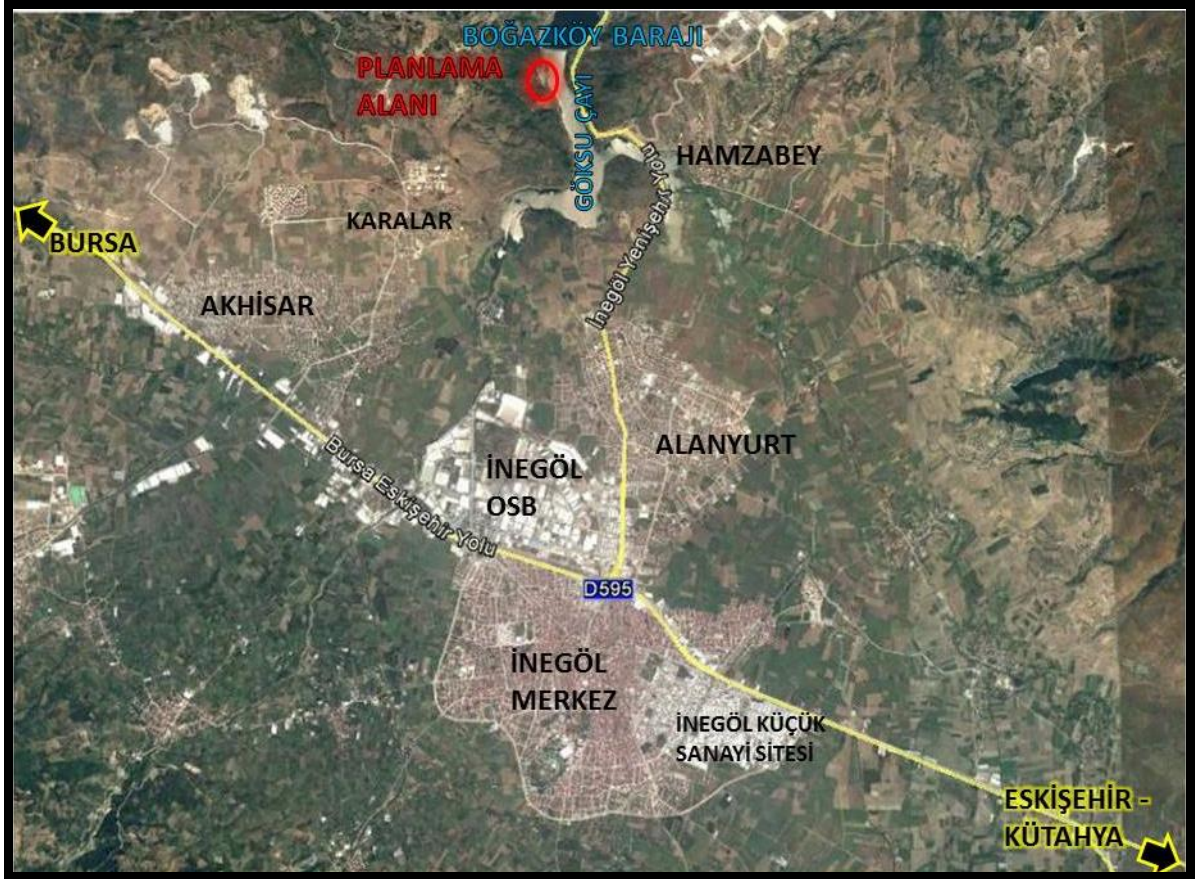 BOĞAZKÖY BARAJI
PLANLAMA
ALANI
GÖKSU ÇAYI
HAMZABEY
KARALAR
BURSA
İnegöl Yenişehir Yolu
AKHİSAR
ALANYURT
İNEGÖL
OSB
Bursa Eskişehir Yolu
D595
İNEGÖL
MERKEZ
İNEGÖL KÜÇÜK
SANAYİ SİTESİ
ESKİŞEHİR -
KÜTAHYA